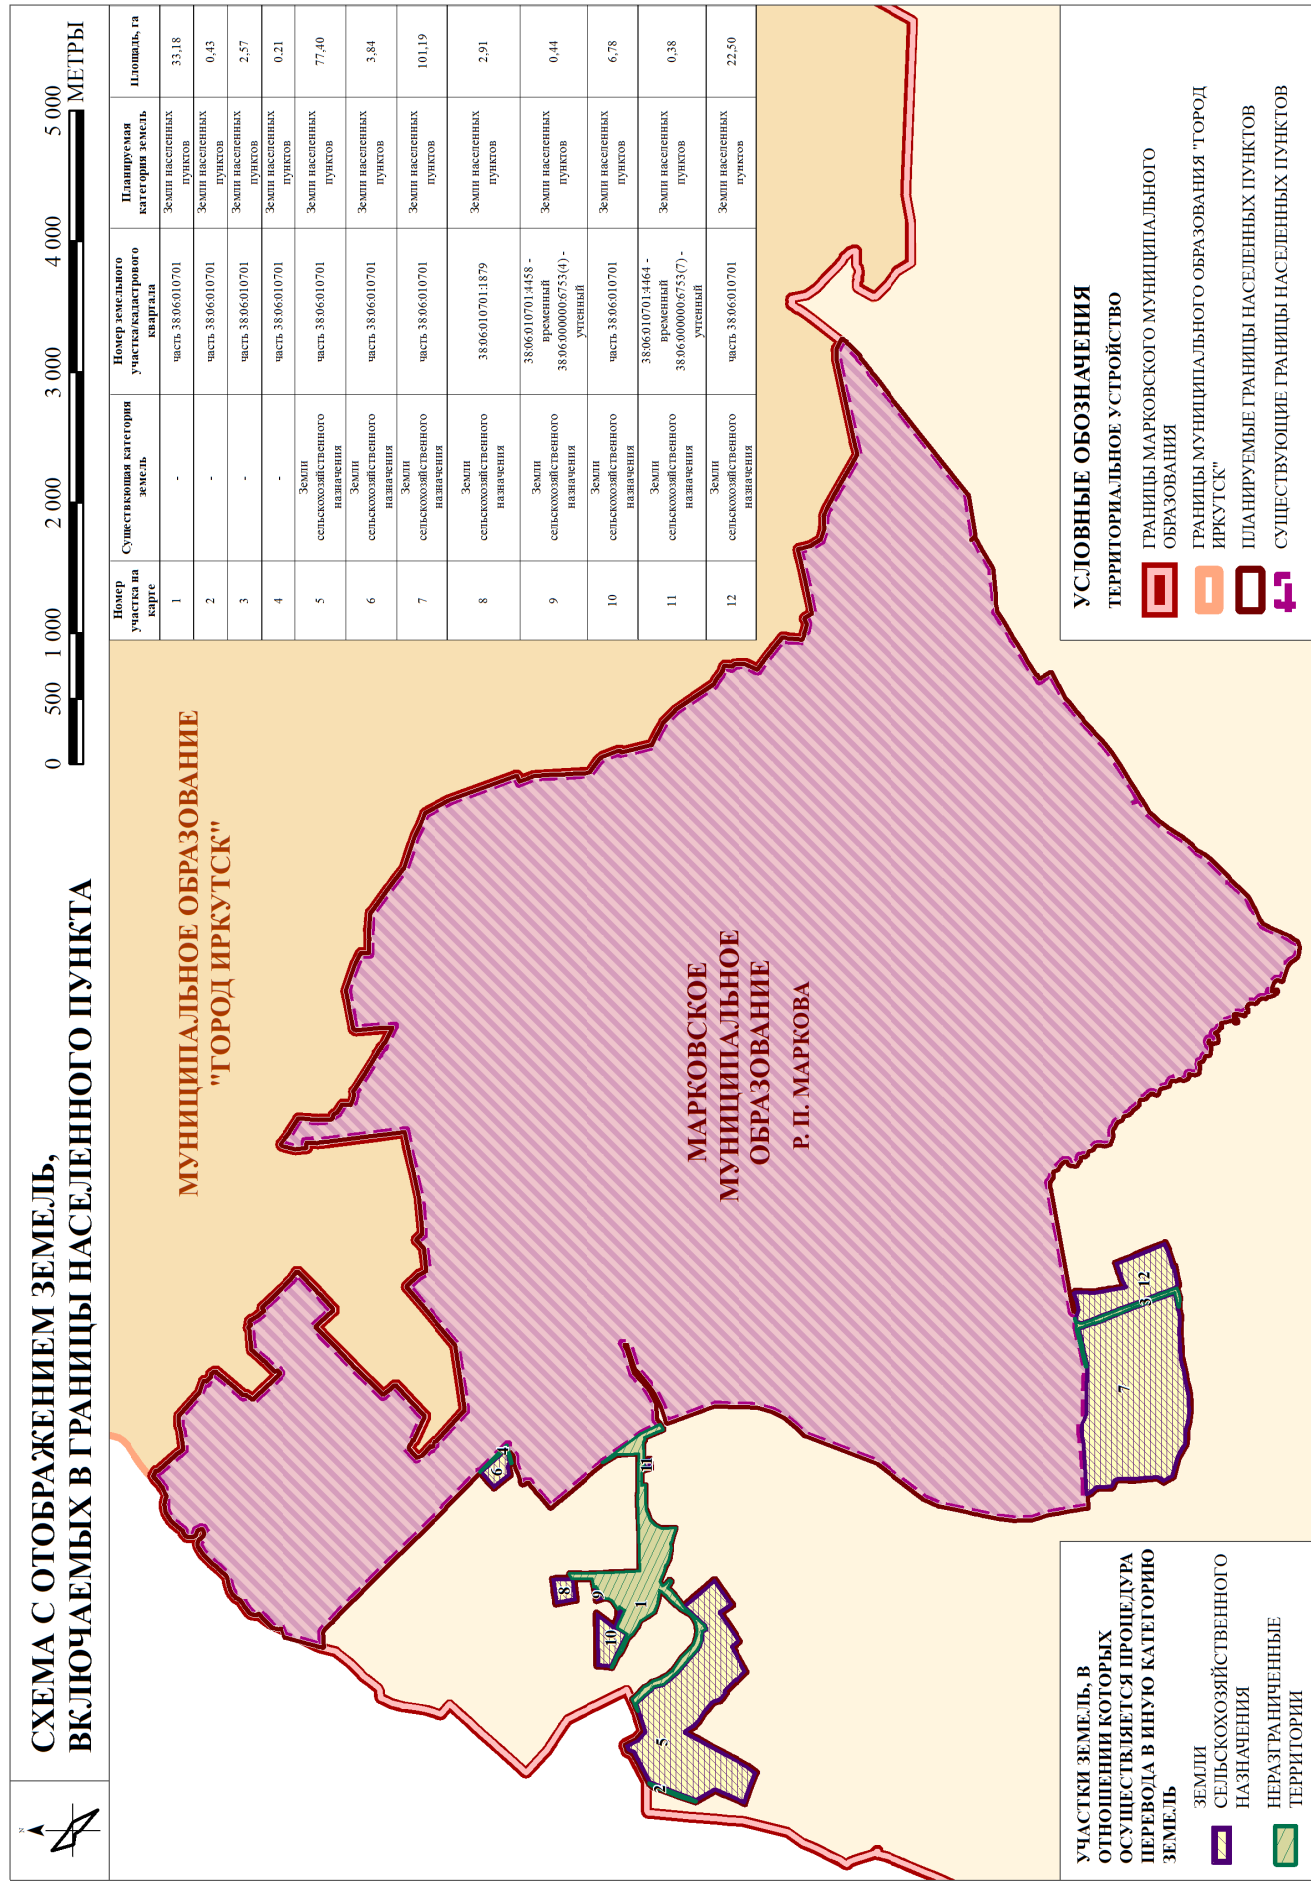 СХЕМА С ОТОБРАЖЕНИЕМ ЗЕМЕЛЬ,
ВКЛЮЧАЕМЫХ В ГРАНИЦЫ НАСЕЛЕННОГО ПУНКТА
N
0 500 1 000 2 000 3 000 4 000 5 000
МЕТРЫ
МУНИЦИПАЛЬНОЕ ОБРАЗОВАНИЕ
"ГОРОД ИРКУТСК"
Номер участка на карте Существующая категория земель Номер земельного участка/кадастрового квартала Планируемая категория земель Площадь, га
1 - часть 38:06:010701 Земли населенных пунктов 33,18
2 - часть 38:06:010701 Земли населенных пунктов 0,43
3 - часть 38:06:010701 Земли населенных пунктов 2,57
4 - часть 38:06:010701 Земли населенных пунктов 0,21
5 Земли сельскохозяйственного назначения часть 38:06:010701 Земли населенных пунктов 77,40
6 Земли сельскохозяйственного назначения часть 38:06:010701 Земли населенных пунктов 3,84
7 Земли сельскохозяйственного назначения часть 38:06:010701 Земли населенных пунктов 101,19
8 Земли сельскохозяйственного назначения 38:06:010701:1879 Земли населенных пунктов 2,91
9 Земли сельскохозяйственного назначения 38:06:010701:4458 - временный 38:06:000000:6753(4) - учтенный Земли населенных пунктов 0,44
10 Земли сельскохозяйственного назначения часть 38:06:010701 Земли населенных пунктов 6,78
11 Земли сельскохозяйственного назначения 38:06:010701:4464 - временный 38:06:000000:6753(7) - учтенный Земли населенных пунктов 0,38
12 Земли сельскохозяйственного назначения часть 38:06:010701 Земли населенных пунктов 22,50
МАРКОВСКОЕ
МУНИЦИПАЛЬНОЕ
ОБРАЗОВАНИЕ
Р. П. МАРКОВА
6
4
8
9
10
1
11
5
2
7
3
12
УЧАСТКИ ЗЕМЕЛЬ, В
ОТНОШЕНИИ КОТОРЫХ
ОСУЩЕСТВЛЯЕТСЯ ПРОЦЕДУРА
ПЕРЕВОДА В ИНУЮ КАТЕГОРИЮ
ЗЕМЕЛЬ
ЗЕМЛИ
СЕЛЬСКОХОЗЯЙСТВЕННОГО
НАЗНАЧЕНИЯ
НЕРАЗГРАНИЧЕННЫЕ
ТЕРРИТОРИИ
УСЛОВНЫЕ ОБОЗНАЧЕНИЯ
ТЕРРИТОРИАЛЬНОЕ УСТРОЙСТВО
ГРАНИЦЫ МАРКОВСКОГО МУНИЦИПАЛЬНОГО
ОБРАЗОВАНИЯ
ГРАНИЦЫ МУНИЦИПАЛЬНОГО ОБРАЗОВАНИЯ "ГОРОД
ИРКУТСК"
ПЛАНИРУЕМЫЕ ГРАНИЦЫ НАСЕЛЕННЫХ ПУНКТОВ
СУЩЕСТВУЮЩИЕ ГРАНИЦЫ НАСЕЛЕННЫХ ПУНКТОВ